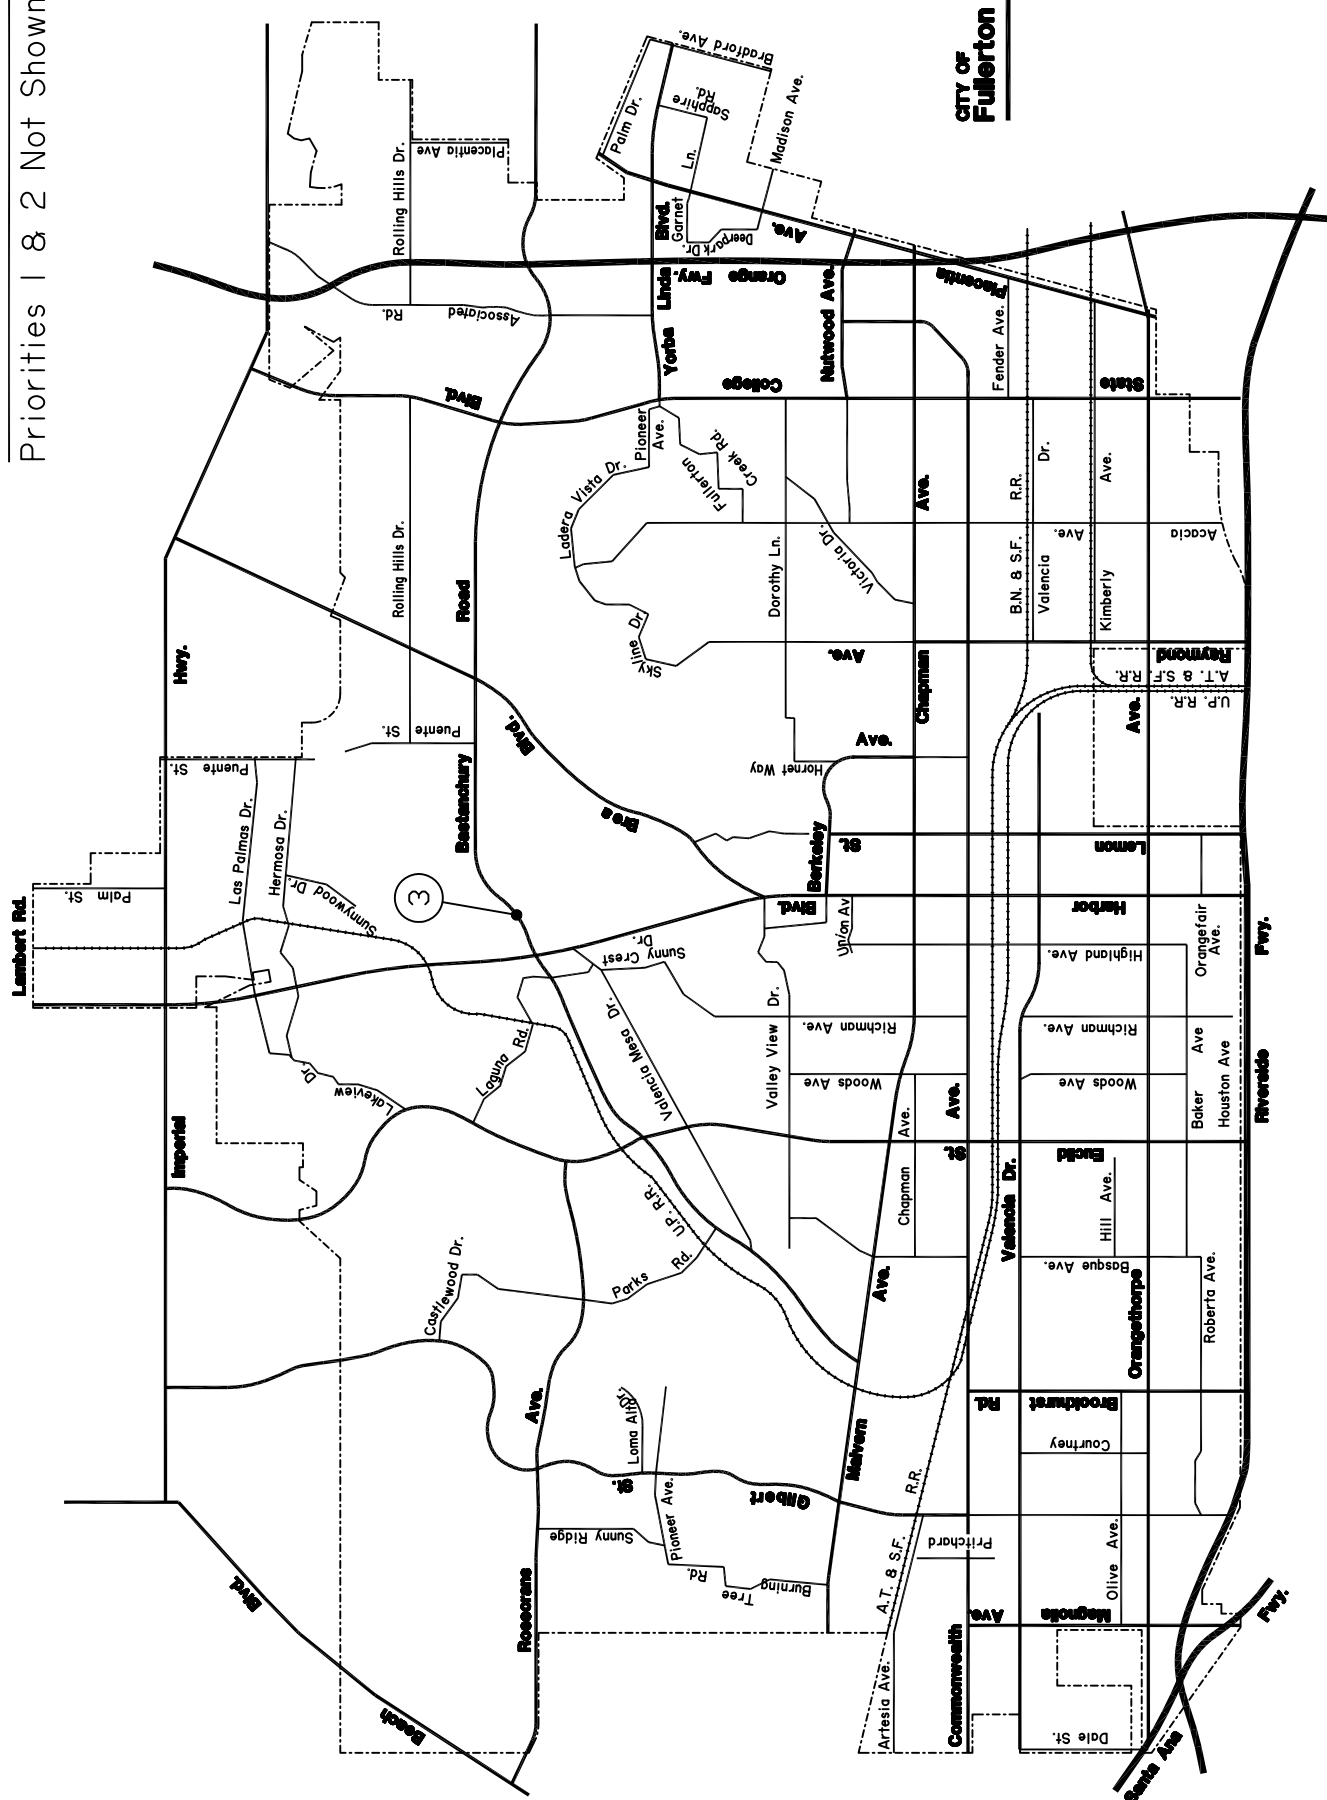 Priorities 1 & 2 Not Shown
CITY OF
Fullerton
Bradford Ave.
Palm Dr.
Sapphire
Rd.
Madison Ave.
Ln.
Placentia Ave
Rolling Hills Dr.
Blvd.
Garnet
Deerpark Dr.
Ave.
Orange Fwy.
Linda
Yorba
Nutwood Ave.
Placentia
Associated
Rd.
Fender Ave.
College
State
Blvd.
Pioneer
Ave.
Fullerton
Creek Rd.
Ladera Vista Dr.
Dr.
Ave.
R.R.
Ave.
Rolling Hills Dr.
Dorothy Ln.
Victoria Dr.
B.N. & S.F.
Valencia
Ave.
Kimberly
Acacia
Road
Skyline Dr
Ave.
Raymond
A.T. & S.F. R.R.
U.P. R.R.
Hwy.
Chapman
Ave.
Puente St.
Blvd.
Ave.
Puente St.
Hornet Way
Bastanchury
Brea
Las Palmas Dr.
Hermosa Dr.
Berkeley
St.
Lemon
Palm St.
Sunnywood Dr.
3
Blvd.
Harbor
Union Av
Lambert Rd.
Sunny Crest
Dr.
Highland Ave.
Orangefair
Ave.
Fwy.
Valencia Mesa Dr.
Valley View Dr.
Richman Ave
Richman Ave.
Laguna Rd.
Lakeview
Dr.
Woods Ave
Woods Ave.
Baker Ave
Houston Ave
Riverside
Imperial
Ave.
Ave.
St.
Euclid
Chapman
Valencia Dr.
Hill Ave.
U.P. R.R.
Parks Rd.
Castlewood Dr.
Basque Ave.
Ave.
Orangethorpe
Roberta Ave.
Ave.
Loma Alta
Dr.
Rd.
Brookhurst
Courtney
Malvern
St.
Gilbert
R.R.
Sunny Ridge
Pioneer Ave.
Rd.
Tree
Burning
Pritchard
A.T. & S.F.
Olive Ave.
Ave.
Magnolia
Blvd.
Rosecrans
Beach
Artesia Ave.
Commonwealth
Dale St.
Santa Ana
Fwy.